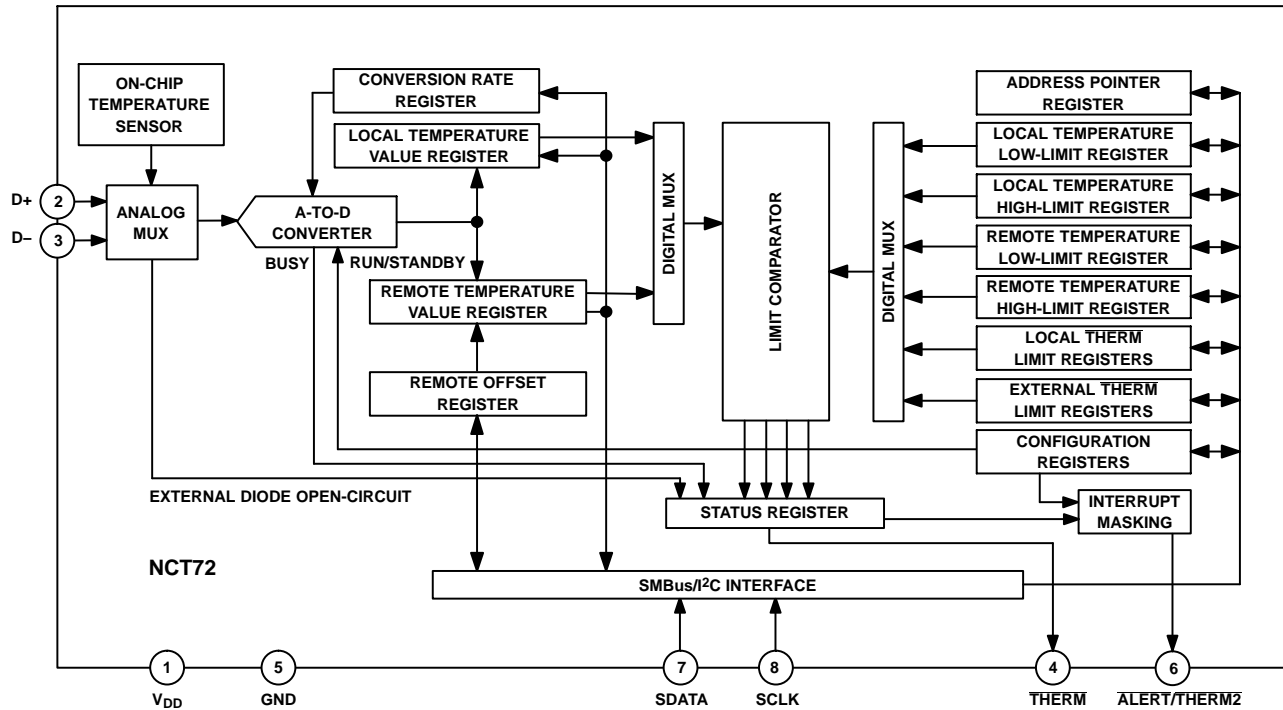 ON-CHIP
TEMPERATURE
SENSOR
CONVERSION RATE
REGISTER
ADDRESS POINTER
REGISTER
LOCAL TEMPERATURE
VALUE REGISTER
LOCAL TEMPERATURE
LOW-LIMIT REGISTER
D+
2
D–
3
ANALOG
MUX
A-TO-D
CONVERTER
BUSY
RUN/STANDBY
DIGITAL MUX
LIMIT COMPARATOR
DIGITAL MUX
LOCAL TEMPERATURE
HIGH-LIMIT REGISTER
REMOTE TEMPERATURE
LOW-LIMIT REGISTER
REMOTE TEMPERATURE
VALUE REGISTER
REMOTE TEMPERATURE
HIGH-LIMIT REGISTER
LOCAL THERM
LIMIT REGISTERS
REMOTE OFFSET
REGISTER
EXTERNAL THERM
LIMIT REGISTERS
CONFIGURATION
REGISTERS
EXTERNAL DIODE OPEN-CIRCUIT
STATUS REGISTER
INTERRUPT
MASKING
NCT72
SMBus/I2C INTERFACE
1
5
7
8
4
6
VDD
GND
SDATA
SCLK
THERM
ALERT/THERM2